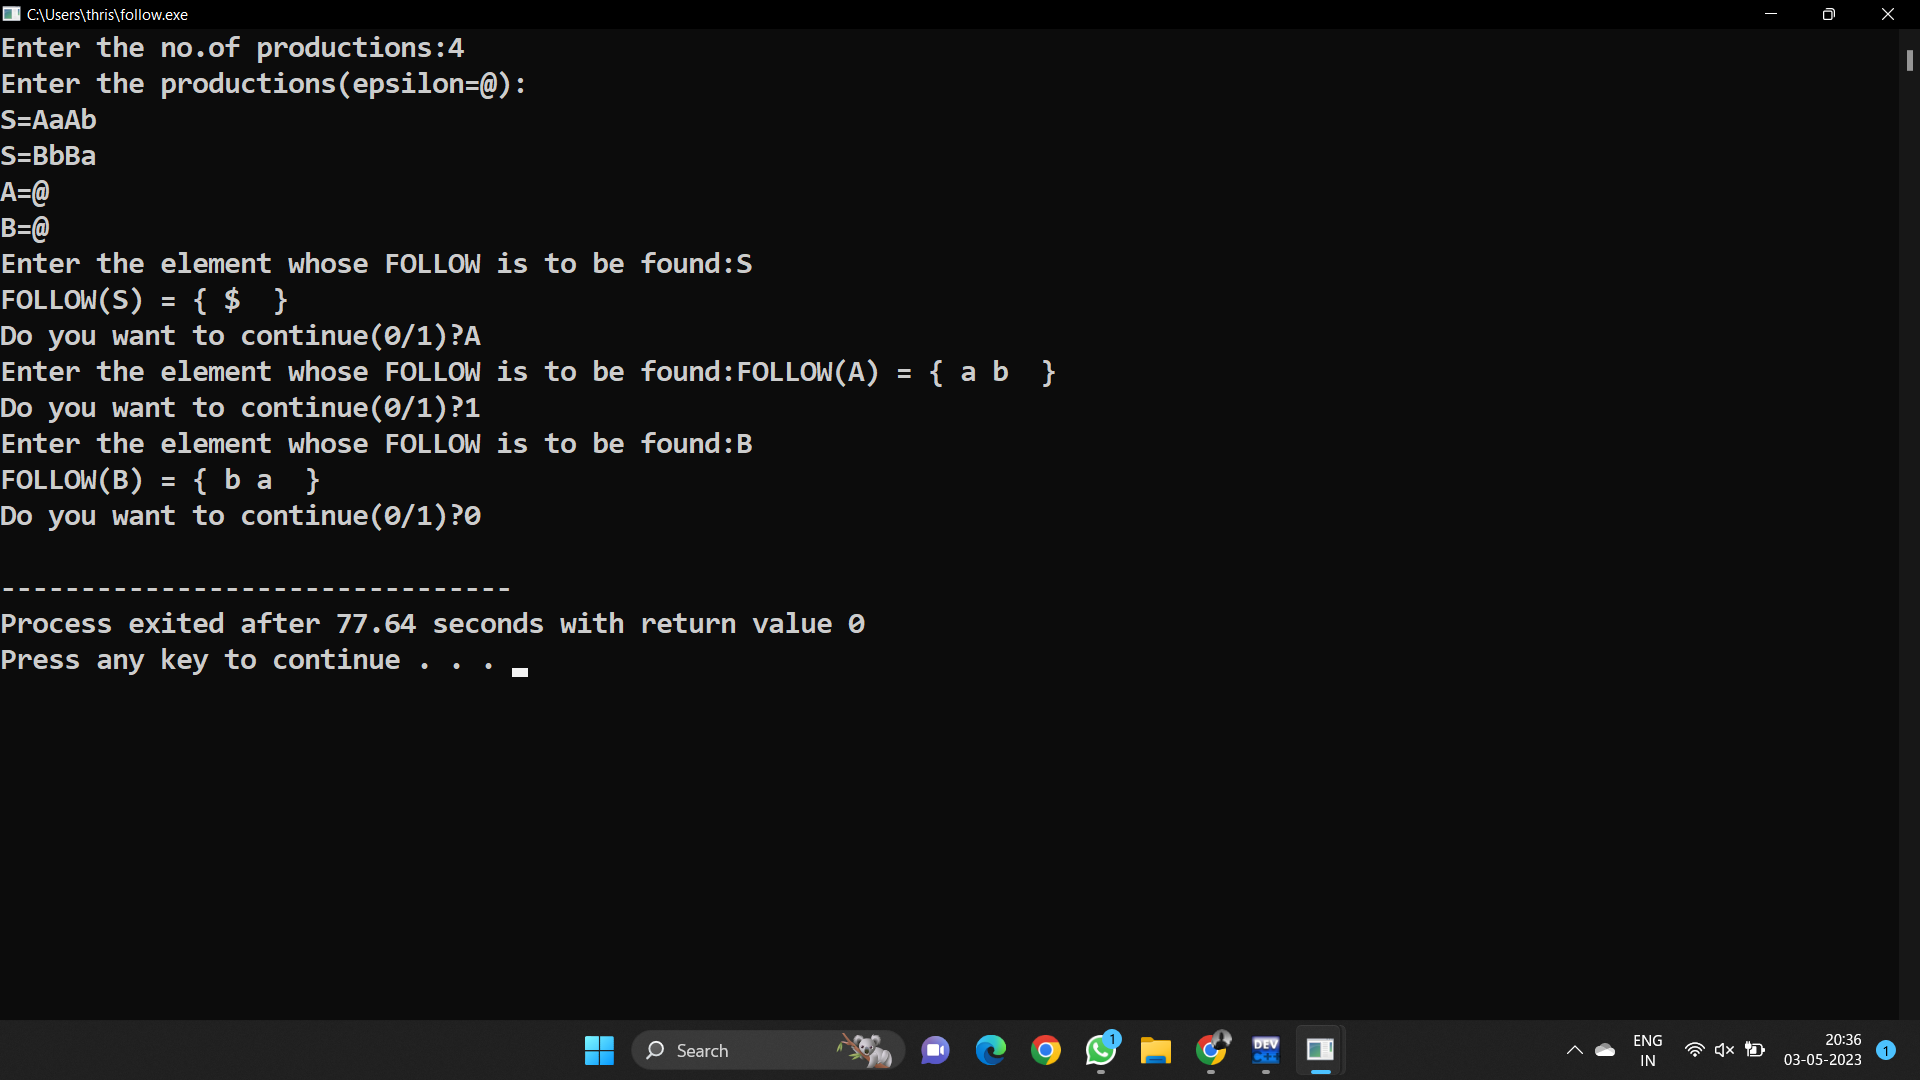 C:\Users\thris\follow.exe
Enter the no.of productions:4
Enter the productions(epsilon=@):
S=AaAb
S=BbBa
A=@
B=@
Enter the element whose FOLLOW is to be found:S
FOLLOW(S) = { $  }
Do you want to continue(0/1)?A
Enter the element whose FOLLOW is to be found:FOLLOW(A) = { a b  }
Do you want to continue(0/1)?1
Enter the element whose FOLLOW is to be found:B
FOLLOW(B) = { b a  }
Do you want to continue(0/1)?0
--------------------------------
Process exited after 77.64 seconds with return value 0
Press any key to continue . . .
Search
1
DEV
C++
ENG
IN
20:36
03-05-2023
1